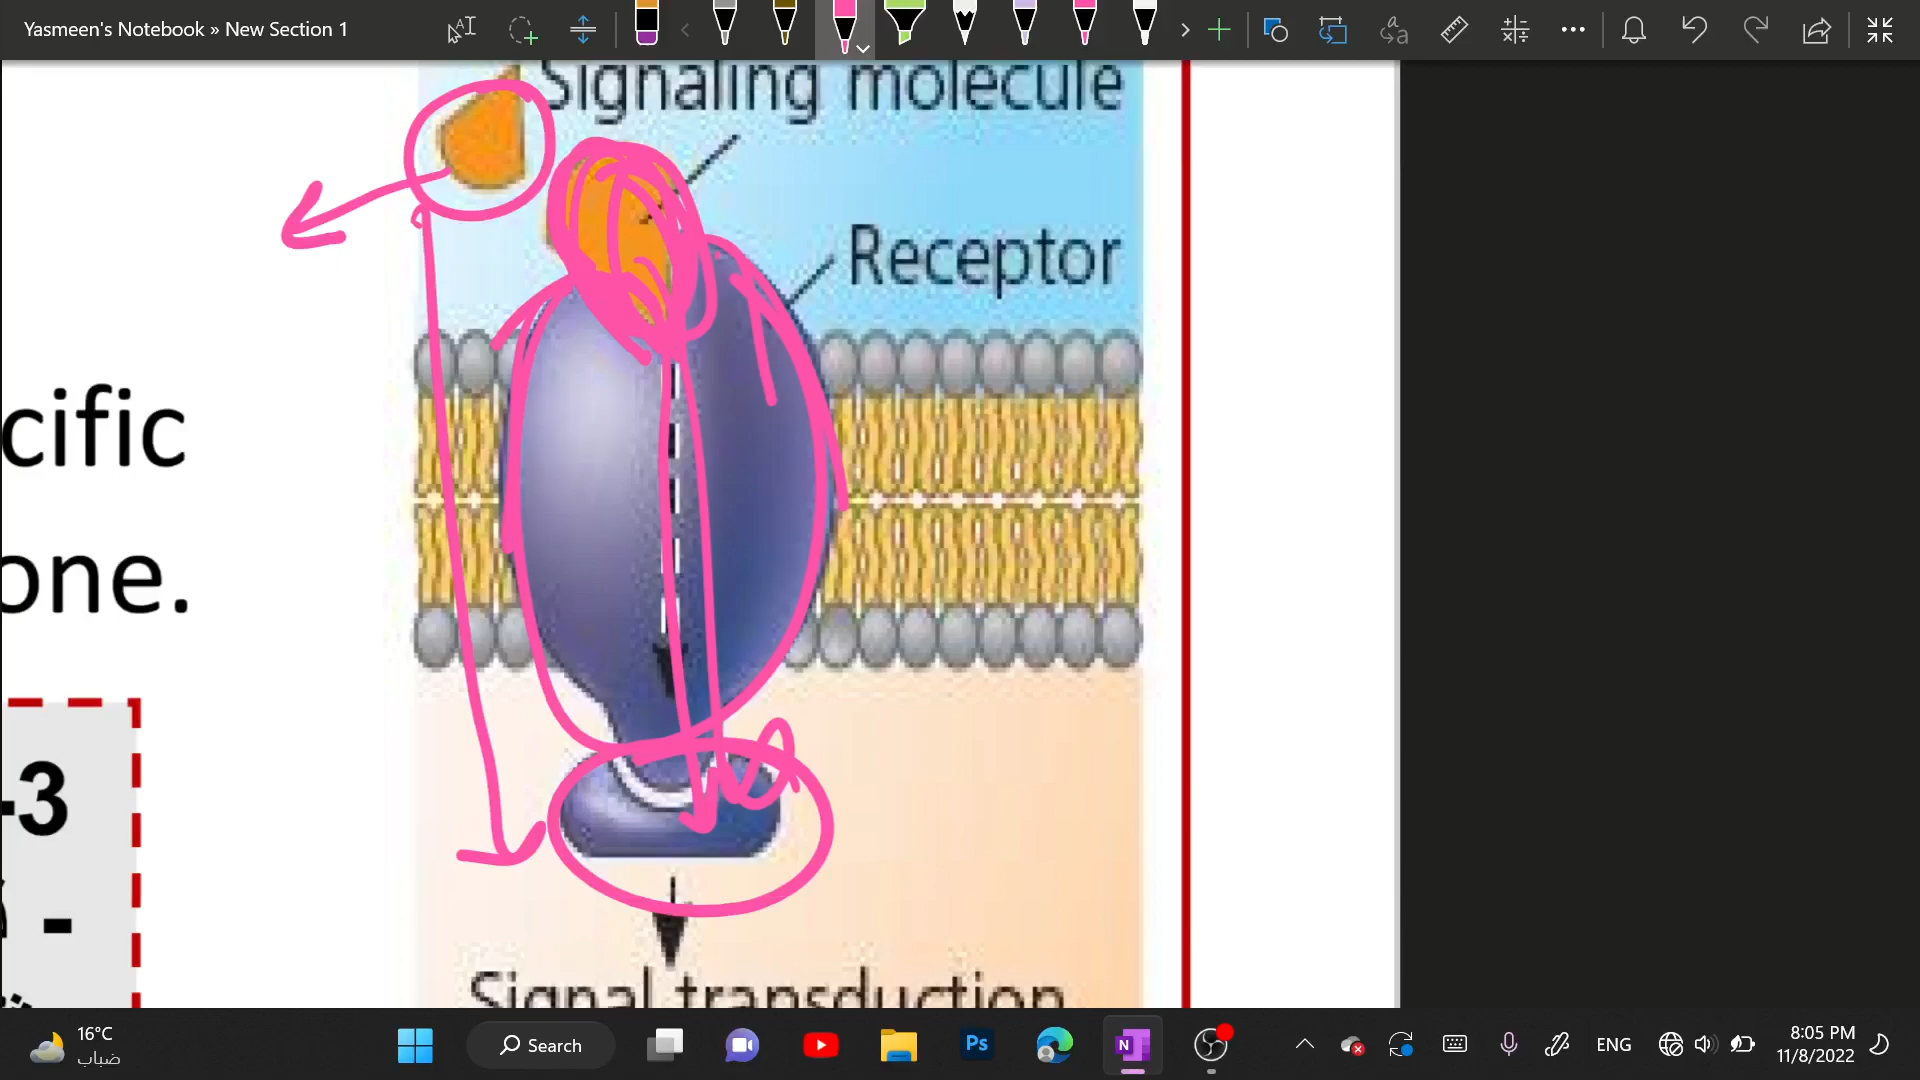 Yasmeen's Notebook » New Section 1
Signaling molecule
Receptor
cific
one.
-3
-
Signal transduction
16°C
ضباب
Search
Ps
N
ENG
8:05 PM
11/8/2022